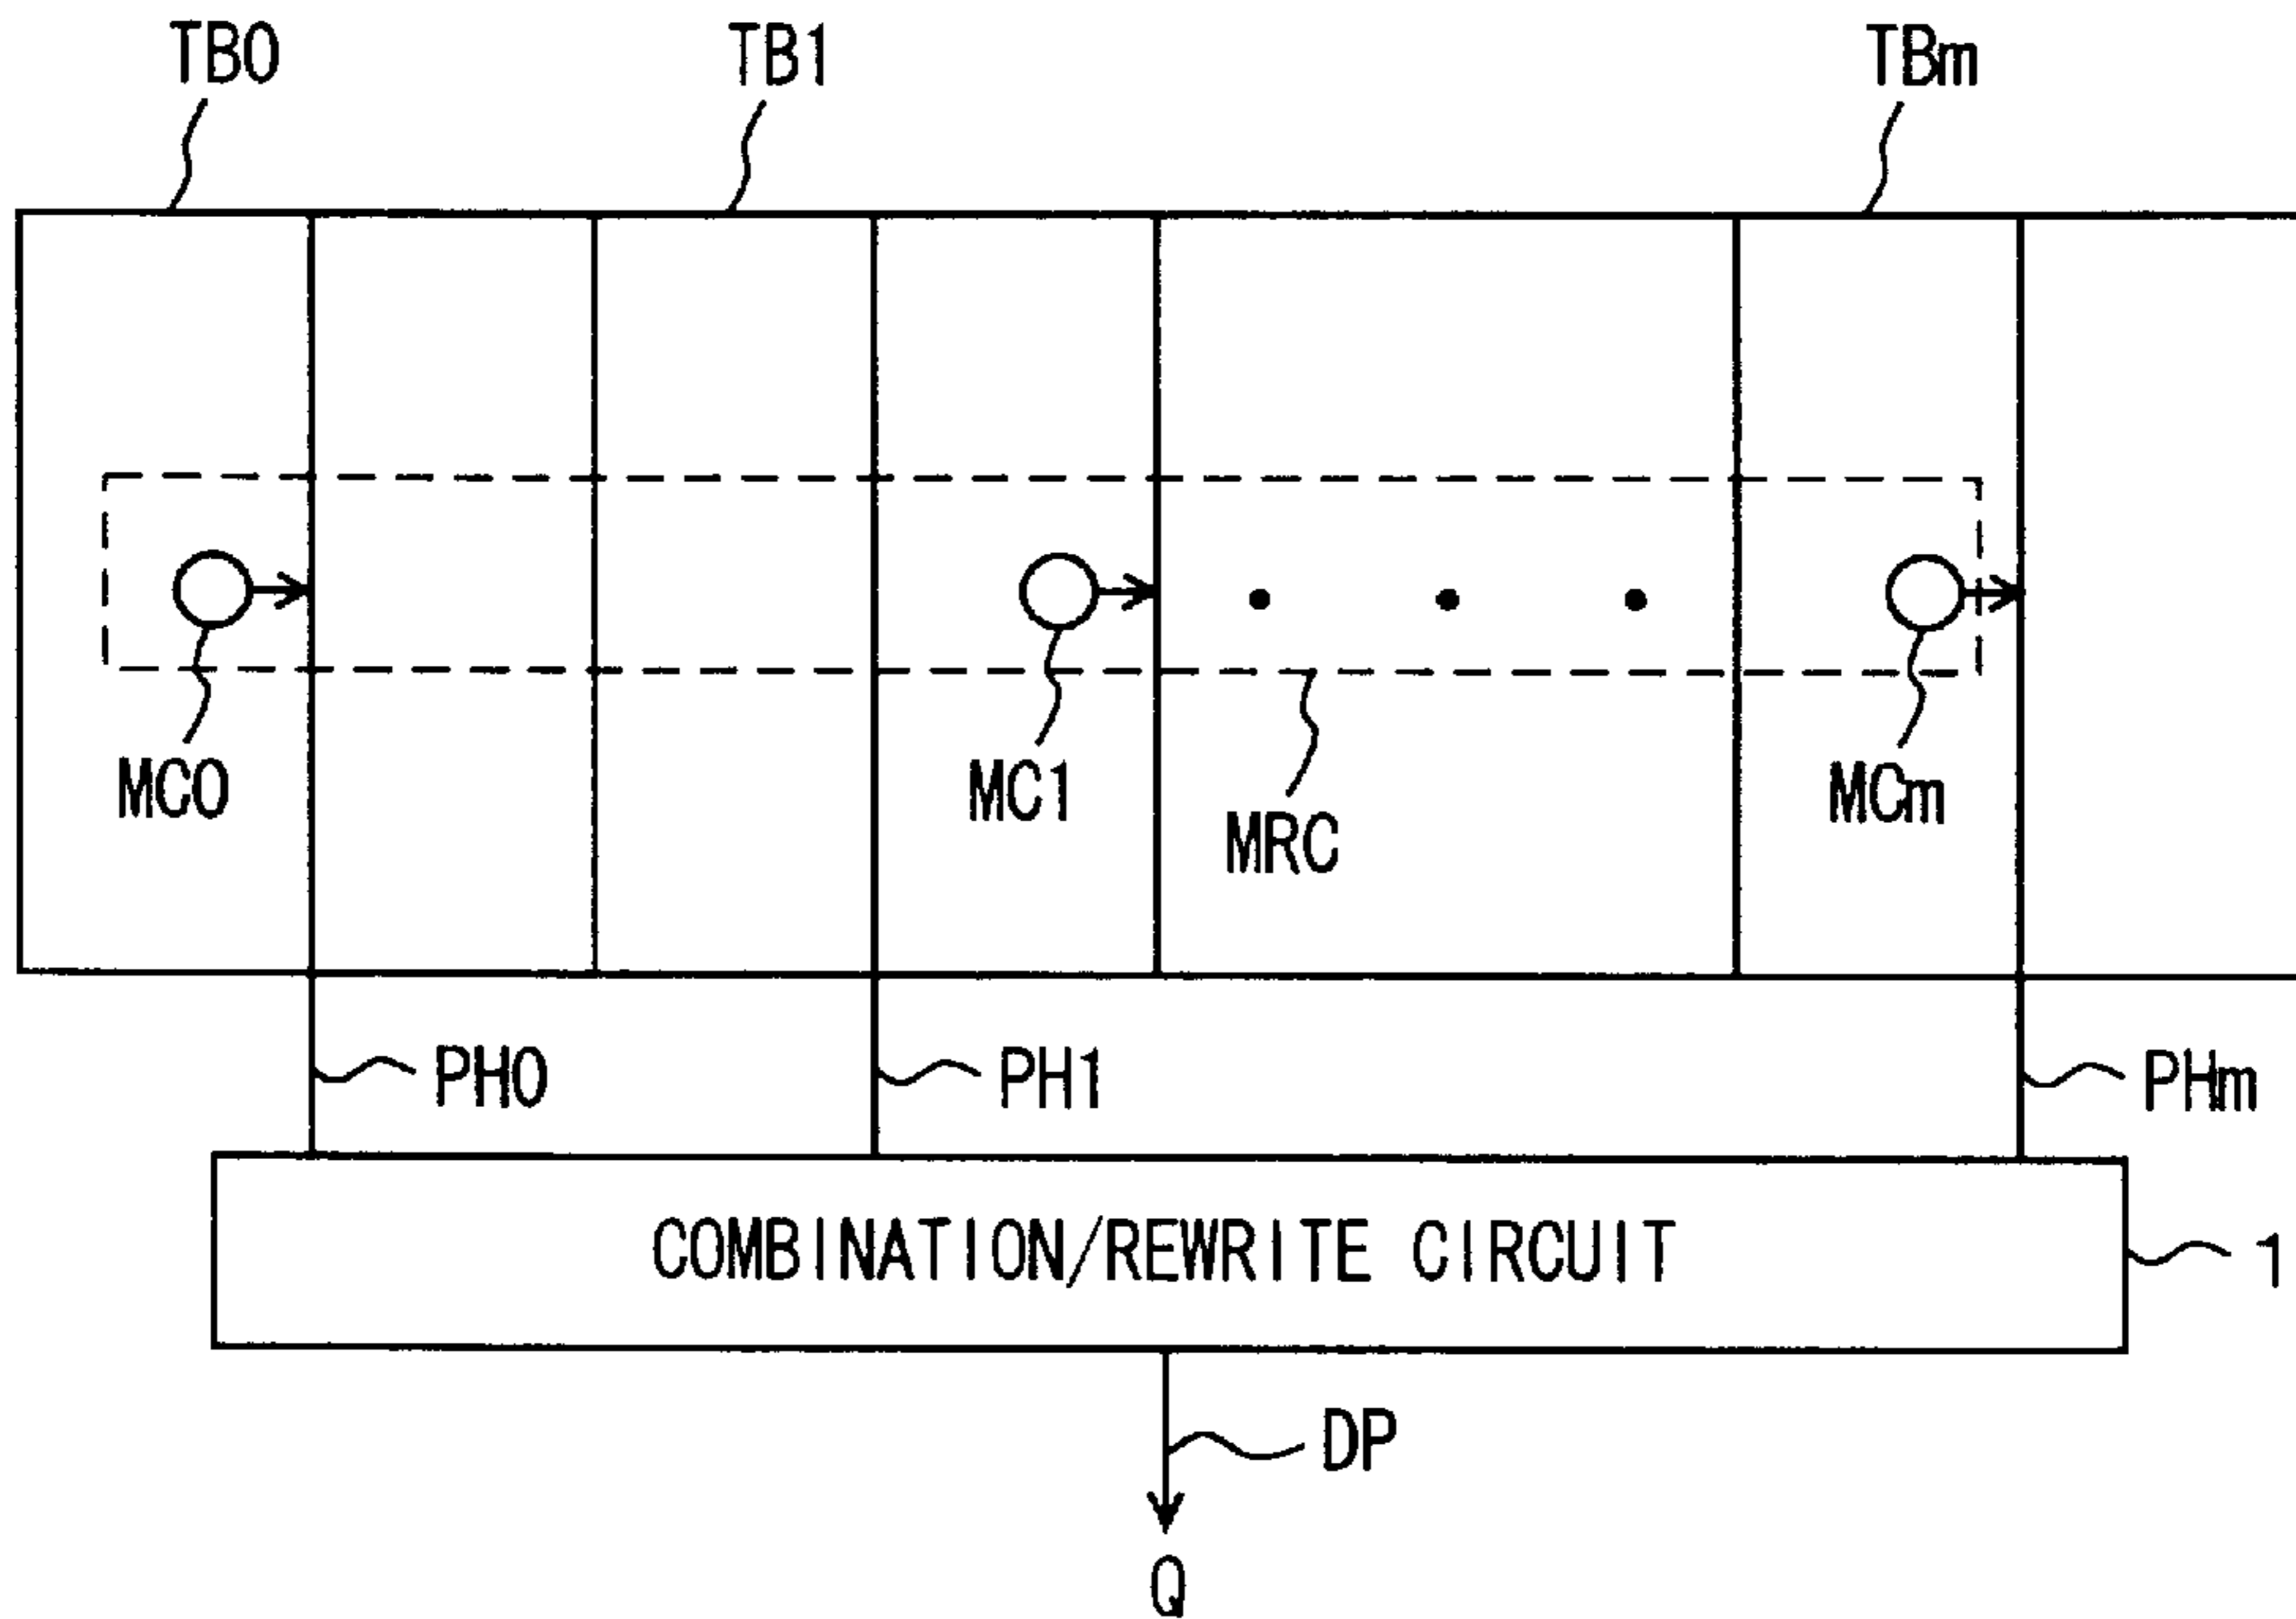 TB0
TB1
TBm
MC0
MC1
MRC
MCm
PH0
PH1
PHm
COMBINATION/REWRITE CIRCUIT
1
DP
Q